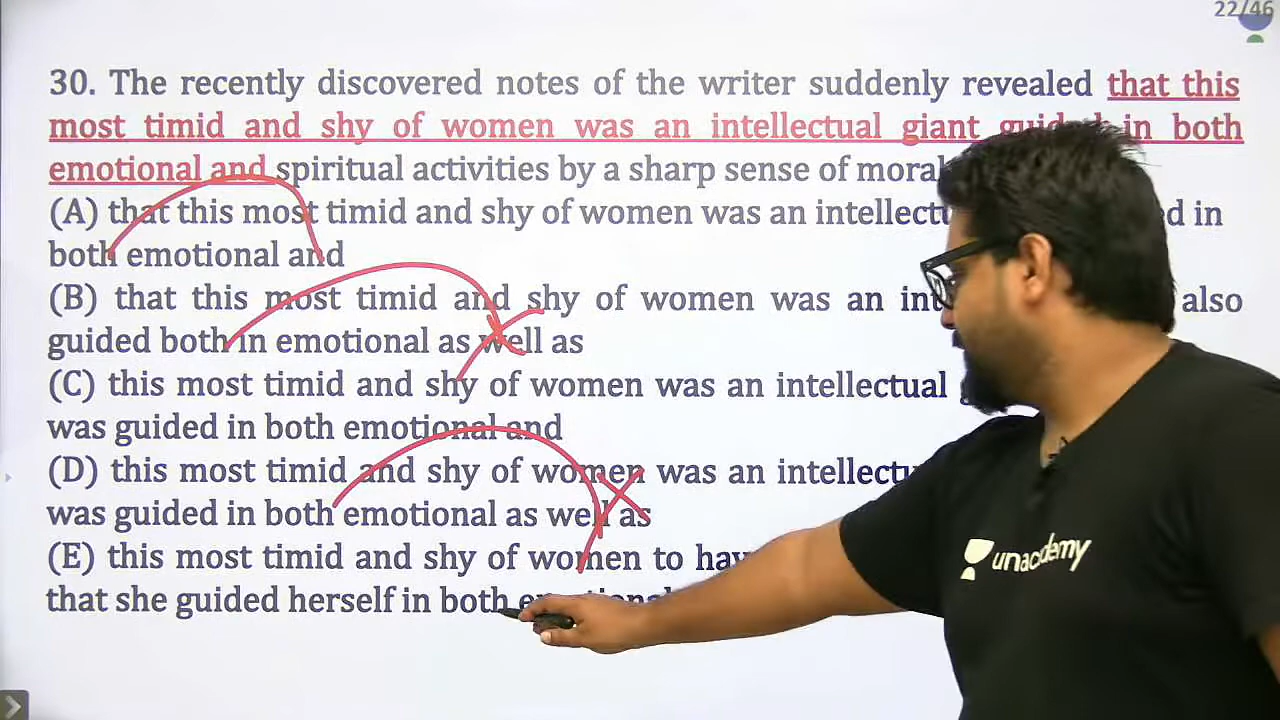 22/46
30. The recently discovered notes of the writer suddenly revealed that this
most timid and shy of women was an intellectual giant guided in both
emotional and spiritual activities by a sharp sense of moral
(A) that this most timid and shy of women was an in
both emotional and
(B) that this most timid and shy of women was an also
guided both in emotional as well as
(C) this most timid and shy of women was an intellectual
was guided in both emotional and
(D) this most timid and shy of women was an
was guided in both emotional as well as
(E) this most timid and shy of women to
that she guided herself in both
unacademy